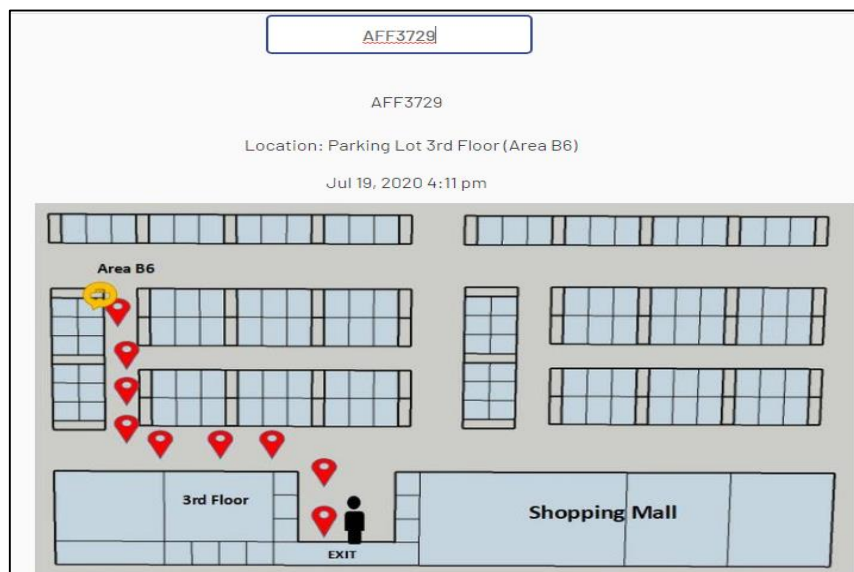 AFF3729
AFF3729
Location: Parking Lot 3rd Floor (Area B6)
Jul 19, 2020 4:11 pm
Area B6
3rd Floor
Shopping Mall
EXIT